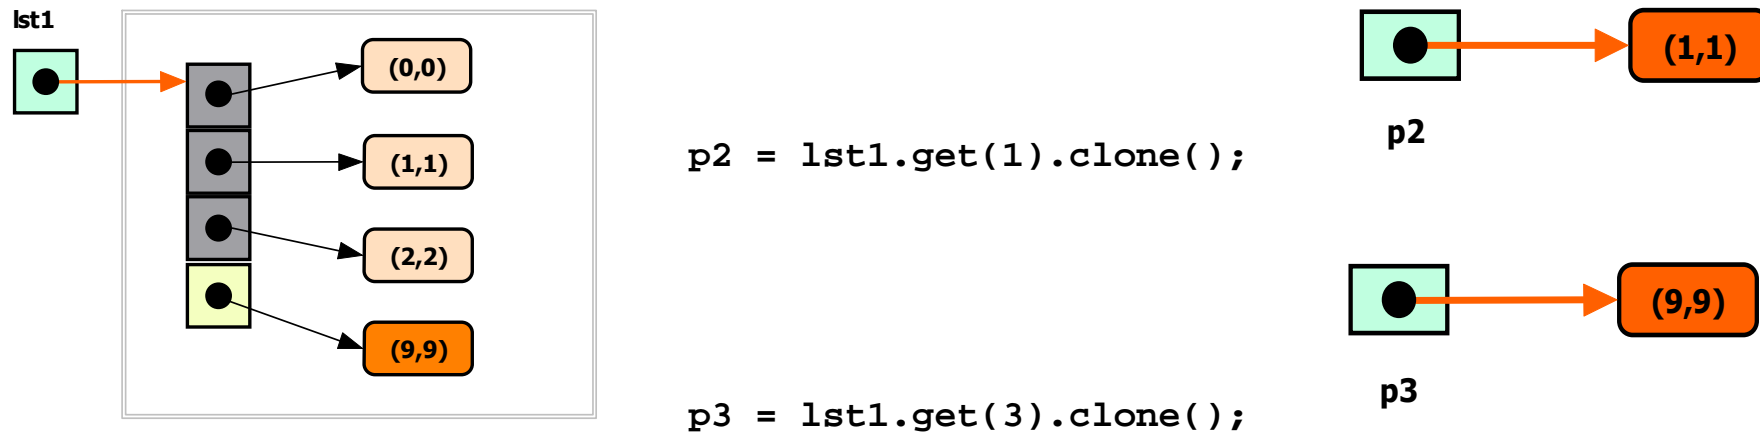 lst1
(0,0)
(1,1)
(2,2)
(9,9)
p2 = lst1.get(1).clone();
p3 = lst1.get(3).clone();
(1,1)
p2
(9,9)
p3